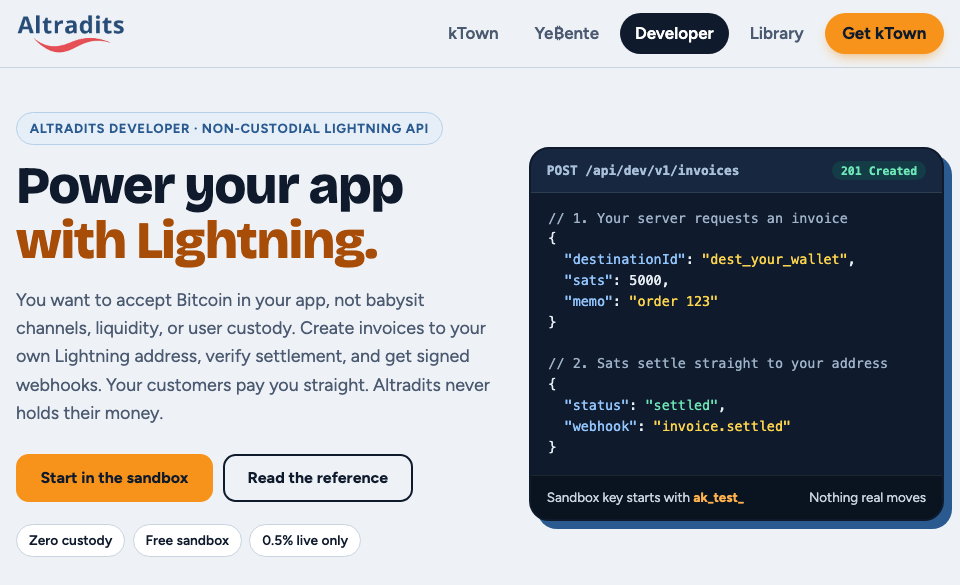 Altradits
kTown
Ye₿ente
Developer
Library
Get kTown
ALTRADITS DEVELOPER · NON-CUSTODIAL LIGHTNING API
Power your app
with Lightning.
You want to accept Bitcoin in your app, not babysit
channels, liquidity, or user custody. Create invoices to your
own Lightning address, verify settlement, and get signed
webhooks. Your customers pay you straight. Altradits never
holds their money.
Start in the sandbox
Read the reference
Zero custody
Free sandbox
0.5% live only
POST /api/dev/v1/invoices
201 Created
// 1. Your server requests an invoice
{
"destinationId": "dest_your_wallet",
"sats": 5000,
"memo": "order 123"
}
// 2. Sats settle straight to your address
{
"status": "settled",
"webhook": "invoice.settled"
}
Sandbox key starts with ak_test_
Nothing real moves